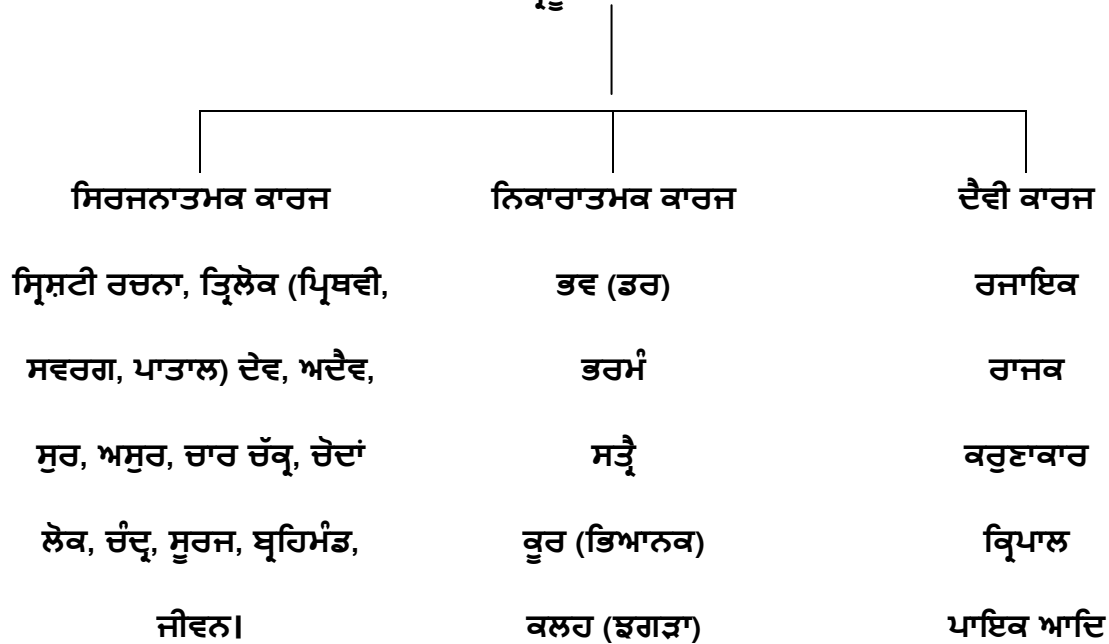 ਸਿਰਜਨਾਤਮਕ ਕਾਰਜ ਨਿਕਾਰਾਤਮਕ ਕਾਰਜ ਦੈਵੀ ਕਾਰਜ
ਸ੍ਰਿਸ਼ਟੀ ਰਚਨਾ, ਤ੍ਰਿਲੋਕ (ਪ੍ਰਿਥਵੀ, ਭਵ (ਡਰ) ਰਜਾਇਕ
ਸਵਰਗ, ਪਾਤਾਲ) ਦੇਵ, ਅਦੈਵ, ਭਰਮੰ ਰਾਜਕ
ਸੁਰ, ਅਸੁਰ, ਚਾਰ ਚੱਕ੍ਰ, ਚੋਦਾਂ ਸਤ੍ਰੈ ਕਰੁਣਾਕਾਰ
ਲੋਕ, ਚੰਦ੍ਰ, ਸੂਰਜ, ਬ੍ਰਹਿਮੰਡ, ਕੂਰ (ਭਿਆਨਕ) ਕ੍ਰਿਪਾਲ
ਜੀਵਨ। ਕਲਹ (ਝਗੜਾ) ਪਾਇਕ ਆਦਿ